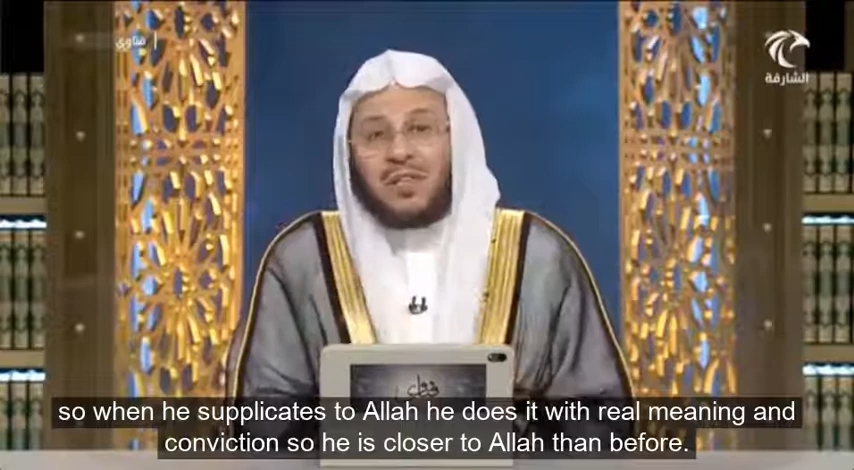 فتاوى
الشارقة
so when he supplicates to Allah he does it with real meaning and
conviction so he is closer to Allah than before.